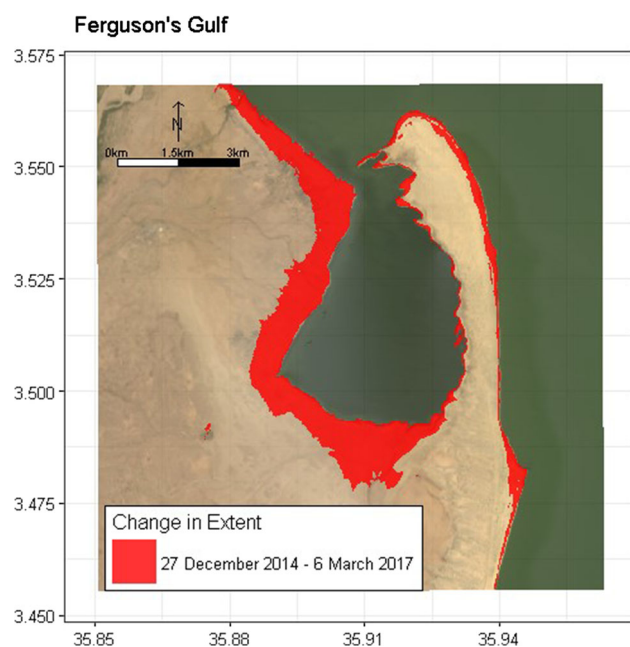 Ferguson's Gulf
3.575
N
0km 1.5km 3km
3.550
3.525
3.500
3.475
Change in Extent
27 December 2014 - 6 March 2017
3.450
35.85 35.88 35.91 35.94